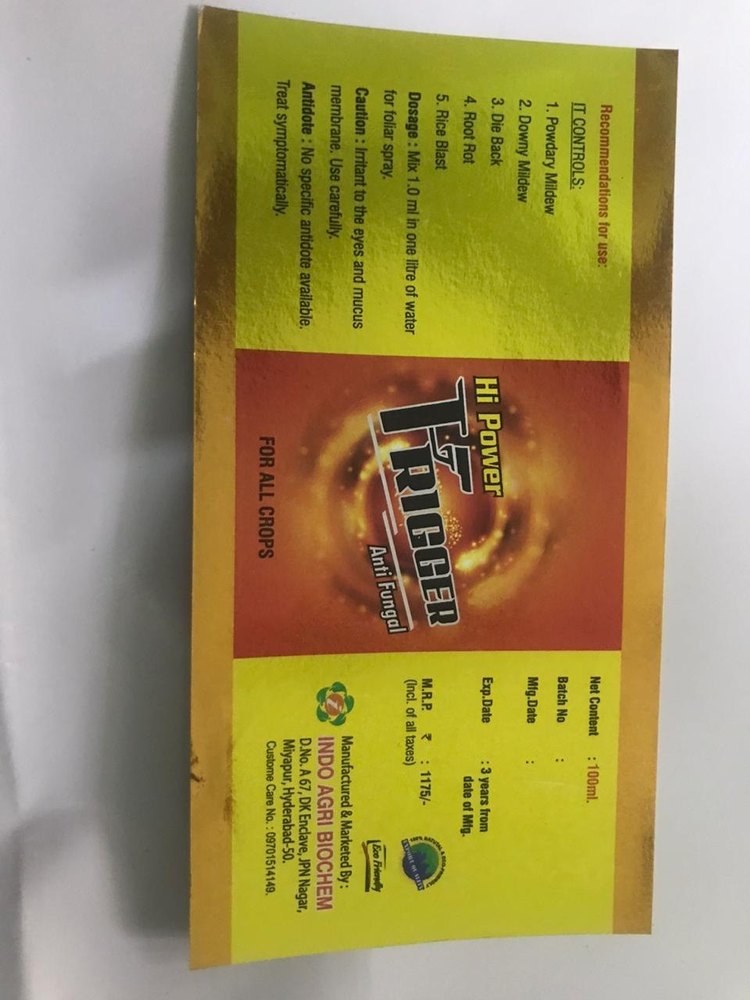 Recommendations for use:
IT CONTROLS:
1. Powdary Mildew
2. Downy Mildew
3. Die Back
4. Root Rot
5. Rice Blast
Dosage : Mix 1.0 ml in one litre of water
for foliar spray.
Caution : Irritant to the eyes and mucus
membrane. Use carefully.
Antidote : No specific antidote available.
Treat symptomatically.
Hi Power
TRIGGER
Anti Fungal
FOR ALL CROPS
Net Content : 100ml.
Batch No :
Mfg.Date :
Exp.Date : 3 years from
date of Mfg.
M.R.P. ₹ : 1175/-
(Incl. of all taxes)
Eco Friendly
Manufactured & Marketed By :
INDO AGRI BIOCHEM
D.No. A 67, DK Enclave, JPN Nagar,
Miyapur, Hyderabad-50.
Custome Care No. : 09701514149.